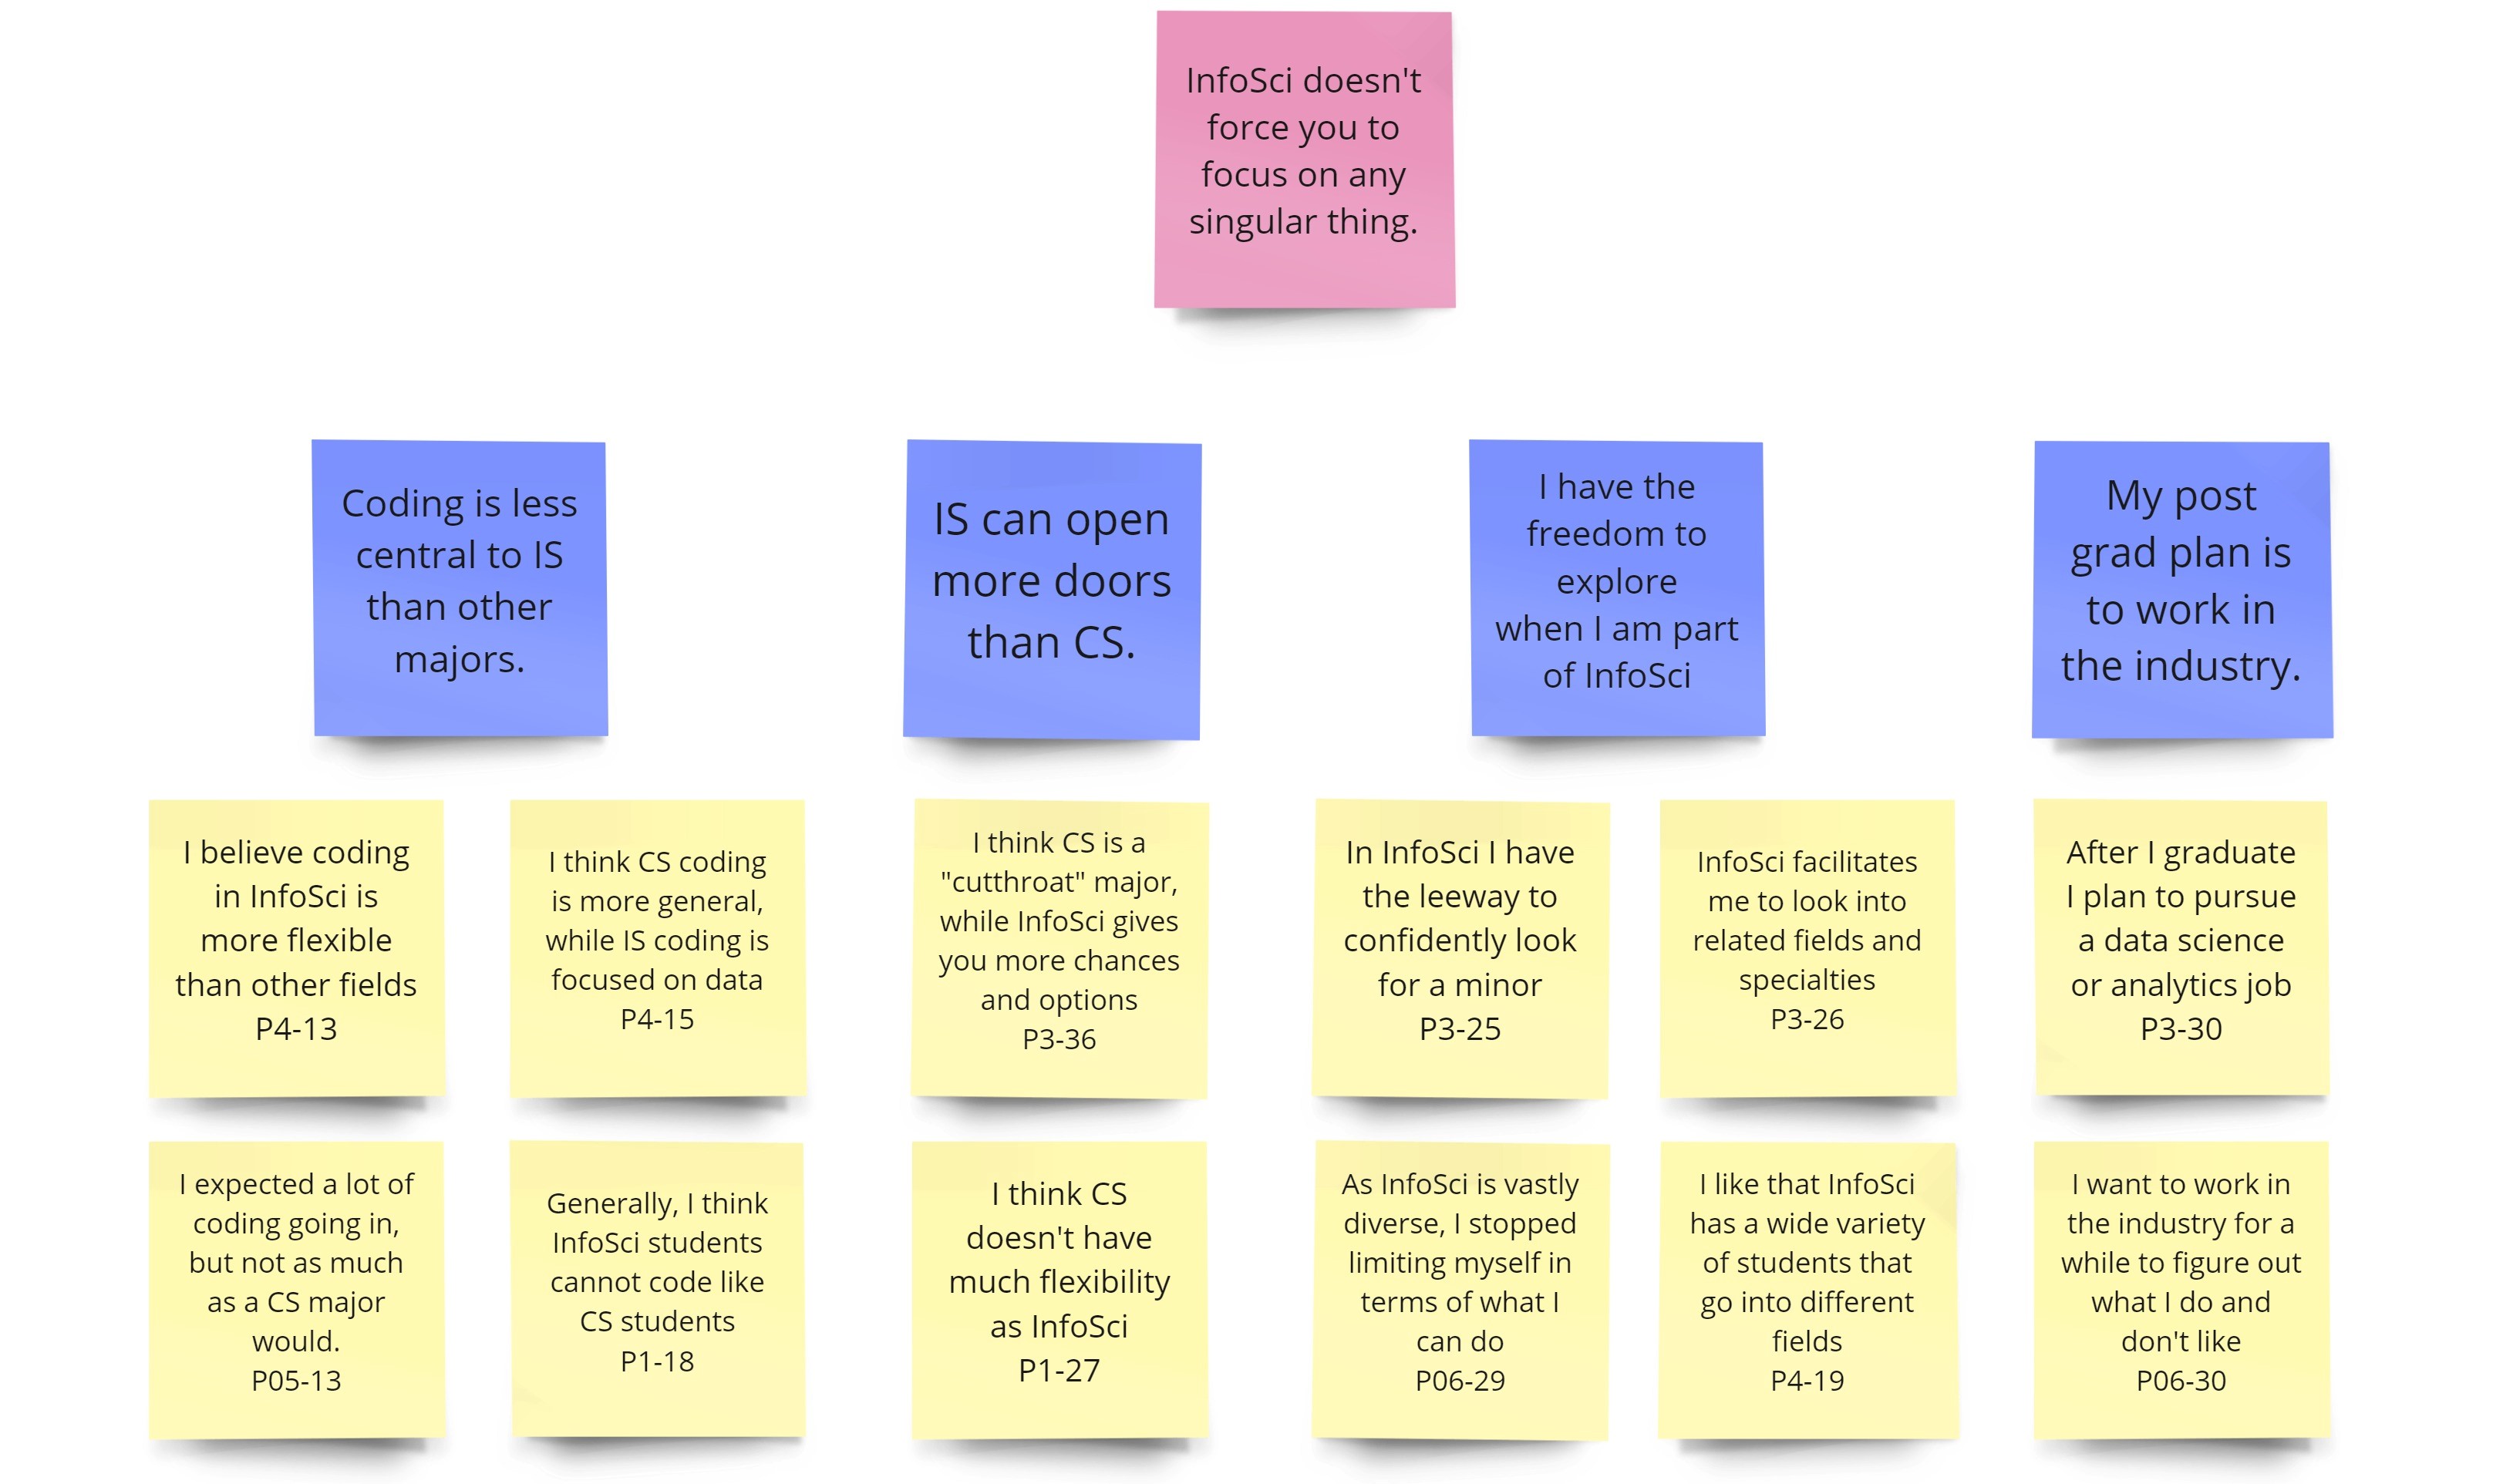 InfoSci doesn't
force you to
focus on any
singular thing.
Coding is less
central to IS
than other
majors.
IS can open
more doors
than CS.
I have the
freedom to
explore
when I am part
of InfoSci
My post
grad plan is
to work in
the industry.
I believe coding
in InfoSci is
more flexible
than other fields
P4-13
I think CS coding
is more general,
while IS coding is
focused on data
P4-15
I think CS is a
"cutthroat" major,
while InfoSci gives
you more chances
and options
P3-36
In InfoSci I have
the leeway to
confidently look
for a minor
P3-25
InfoSci facilitates
me to look into
related fields and
specialties
P3-26
After I graduate
I plan to pursue
a data science
or analytics job
P3-30
I expected a lot of
coding going in,
but not as much
as a CS major
would.
P05-13
Generally, I think
InfoSci students
cannot code like
CS students
P1-18
I think CS
doesn't have
much flexibility
as InfoSci
P1-27
As InfoSci is vastly
diverse, I stopped
limiting myself in
terms of what I
can do
P06-29
I like that InfoSci
has a wide variety
of students that
go into different
fields
P4-19
I want to work in
the industry for a
while to figure out
what I do and
don't like
P06-30